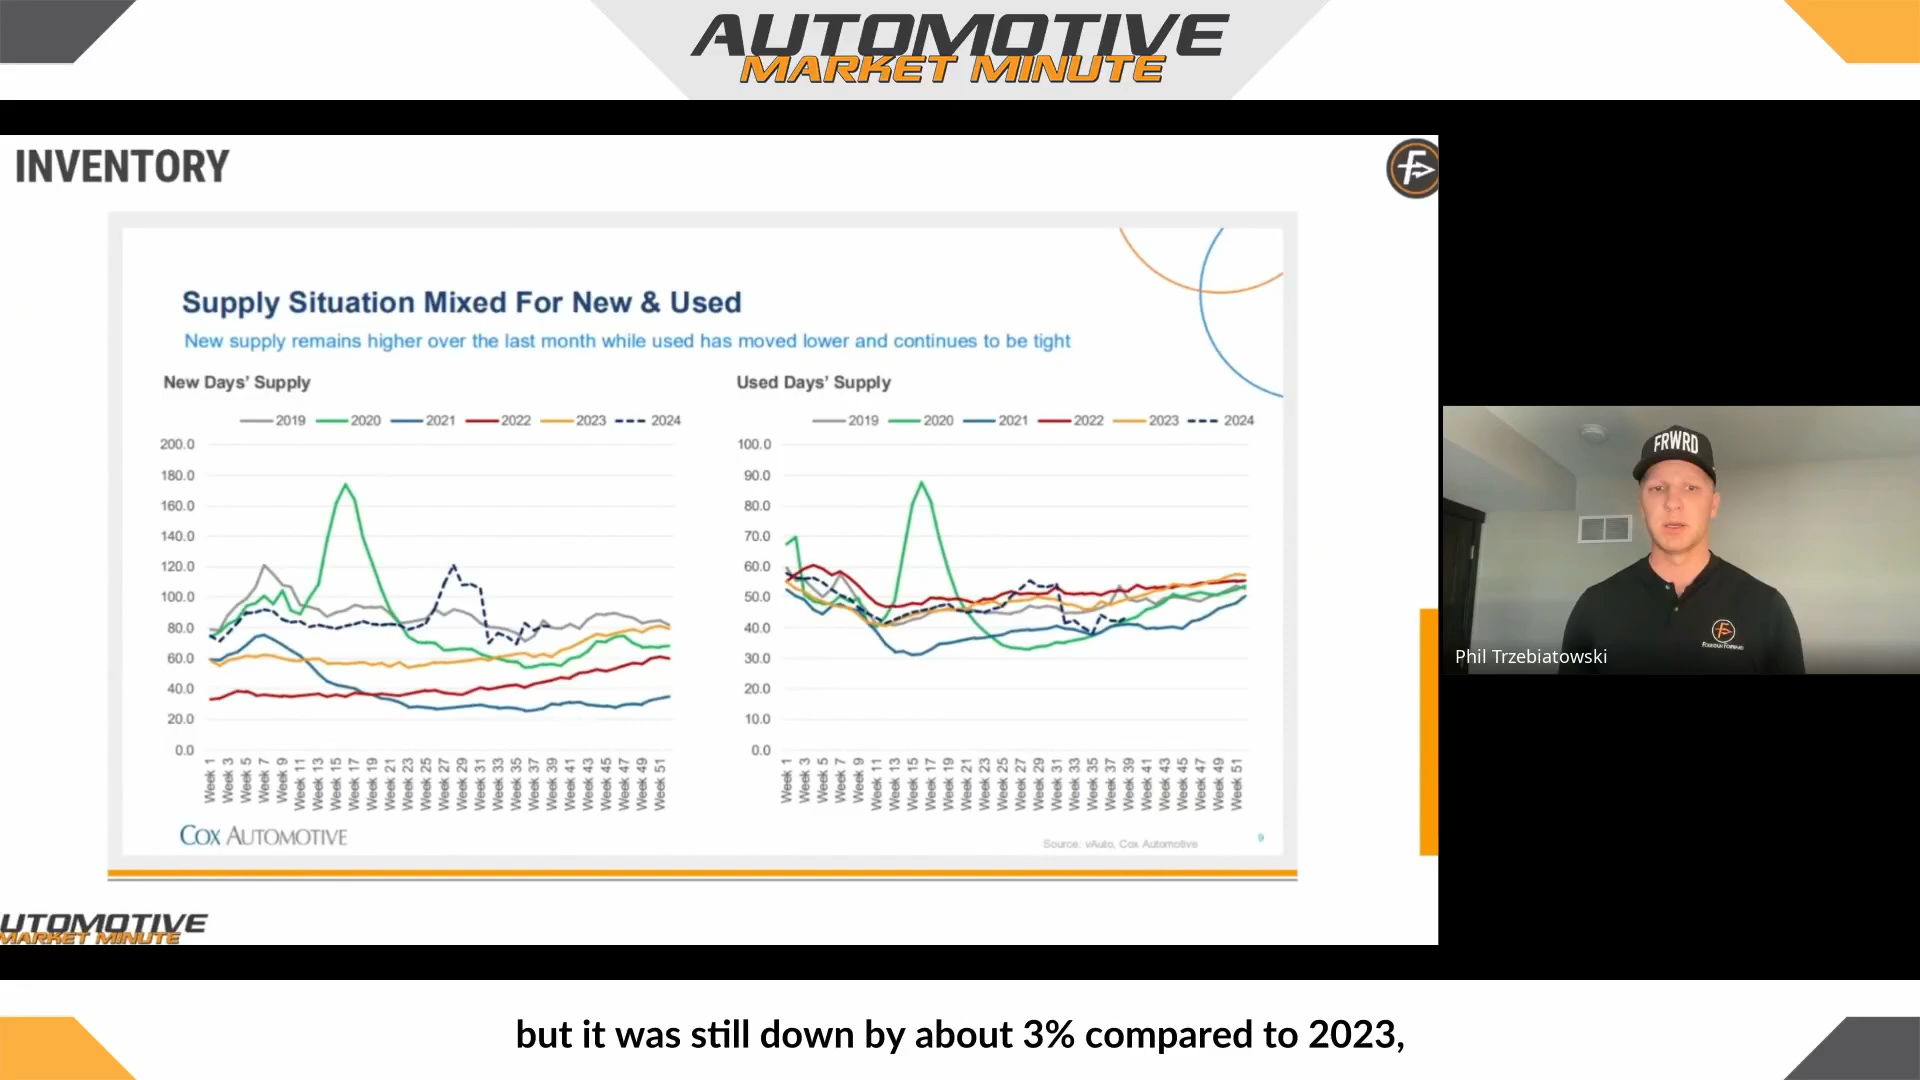 AUTOMOTIVE
MARKET MINUTE
INVENTORY
Supply Situation Mixed For New & Used
New supply remains higher over the last month while used has moved lower and continues to be tight
New Days' Supply
2019 2020 2021 2022 2023 2024
200.0
180.0
160.0
140.0
120.0
100.0
80.0
60.0
40.0
20.0
0.0
Week 1
Week 3
Week 5
Week 7
Week 9
Week 11
Week 13
Week 15
Week 17
Week 19
Week 21
Week 23
Week 25
Week 27
Week 29
Week 31
Week 33
Week 35
Week 37
Week 39
Week 41
Week 43
Week 45
Week 47
Week 49
Week 51
Used Days' Supply
2019 2020 2021 2022 2023 2024
100.0
90.0
80.0
70.0
60.0
50.0
40.0
30.0
20.0
10.0
0.0
Week 1
Week 3
Week 5
Week 7
Week 9
Week 11
Week 13
Week 15
Week 17
Week 19
Week 21
Week 23
Week 25
Week 27
Week 29
Week 31
Week 33
Week 35
Week 37
Week 39
Week 41
Week 43
Week 45
Week 47
Week 49
Week 51
COX AUTOMOTIVE
Source: vAuto, Cox Automotive
9
FRWRD
Phil Trzebiatowski
UTOMOTIVE
MARKET MINUTE
but it was still down by about 3% compared to 2023,